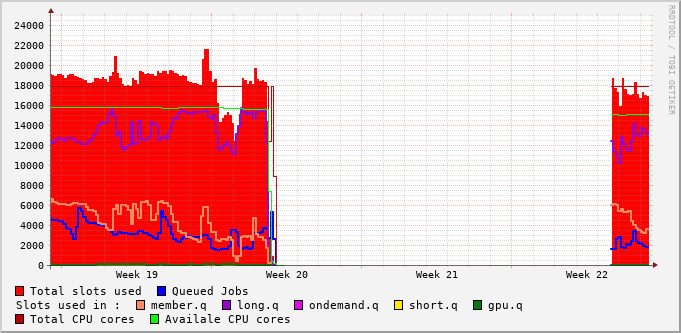 24000
22000
20000
18000
16000
14000
12000
10000
8000
6000
4000
2000
0
Week 19 Week 20 Week 21 Week 22
Total slots used Queued Jobs
Slots used in : member.q long.q ondemand.q short.q gpu.q
Total CPU cores Availale CPU cores
RRDTOOL / TOBI OETIKER